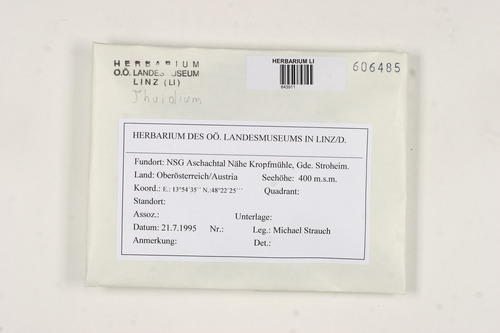 HERBARIUM
O.Ö. LANDESMUSEUM
LINZ (LI)
Thuidium
HERBARIUM LI
643911
606485
HERBARIUM DES OÖ. LANDESMUSEUMS IN LINZ/D.
Fundort: NSG Aschachtal Nähe Kropfmühle, Gde. Stroheim.
Land: Oberösterreich/Austria Seehöhe: 400 m.s.m.
Koord.: E.: 13°54´35´´ N.:48°22´25´´´ Quadrant:
Standort:
Assoz.: Unterlage:
Datum: 21.7.1995 Nr.: Leg.: Michael Strauch
Anmerkung: Det.: